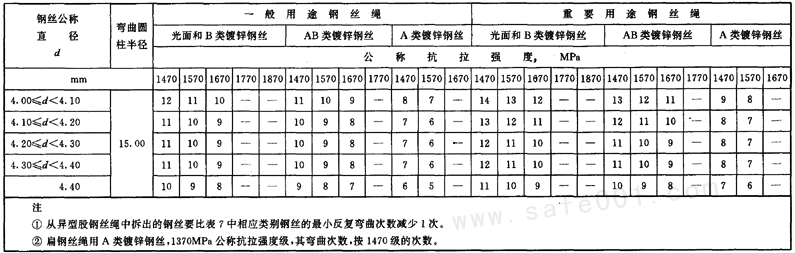 钢丝公称直径 d 弯曲圆柱半径 一般用途钢丝绳 重要用途钢丝绳
光面和B类镀锌钢丝 AB类镀锌钢丝 A类镀锌钢丝 光面和B类镀锌钢丝 AB类镀锌钢丝 A类镀锌钢丝
公称抗拉强度, MPa
mm 1470 1570 1670 1770 1870 1470 1570 1670 1770 1470 1570 1670 1470 1570 1670 1770 1870 1470 1570 1670 1770 1470 1570 1670
4.00≤d<4.10 15.00 12 11 10 — — 11 10 9 — 8 7 — 14 13 12 — — 13 12 11 — 9 8 —
4.10≤d<4.20 11 10 9 — — 10 9 8 — 7 6 — 13 12 11 — — 12 11 10 — 8 7 —
4.20≤d<4.30 11 10 9 — — 10 9 8 — 7 6 — 12 11 10 — — 11 10 9 — 8 7 —
4.30≤d<4.40 11 10 9 — — 10 9 8 — 7 6 — 12 11 10 — — 11 10 9 — 8 7 —
4.40 10 9 8 — — 9 8 7 — 6 5 — 11 10 9 — — 10 9 8 — 7 6 —
注
① 从异型股钢丝绳中拆出的钢丝要比表7中相应类别钢丝的最小反复弯曲次数减少1次。
② 扁钢丝绳用A类镀锌钢丝,1370MPa公称抗拉强度级,其弯曲次数,按1470级的次数。
www.safe001.com